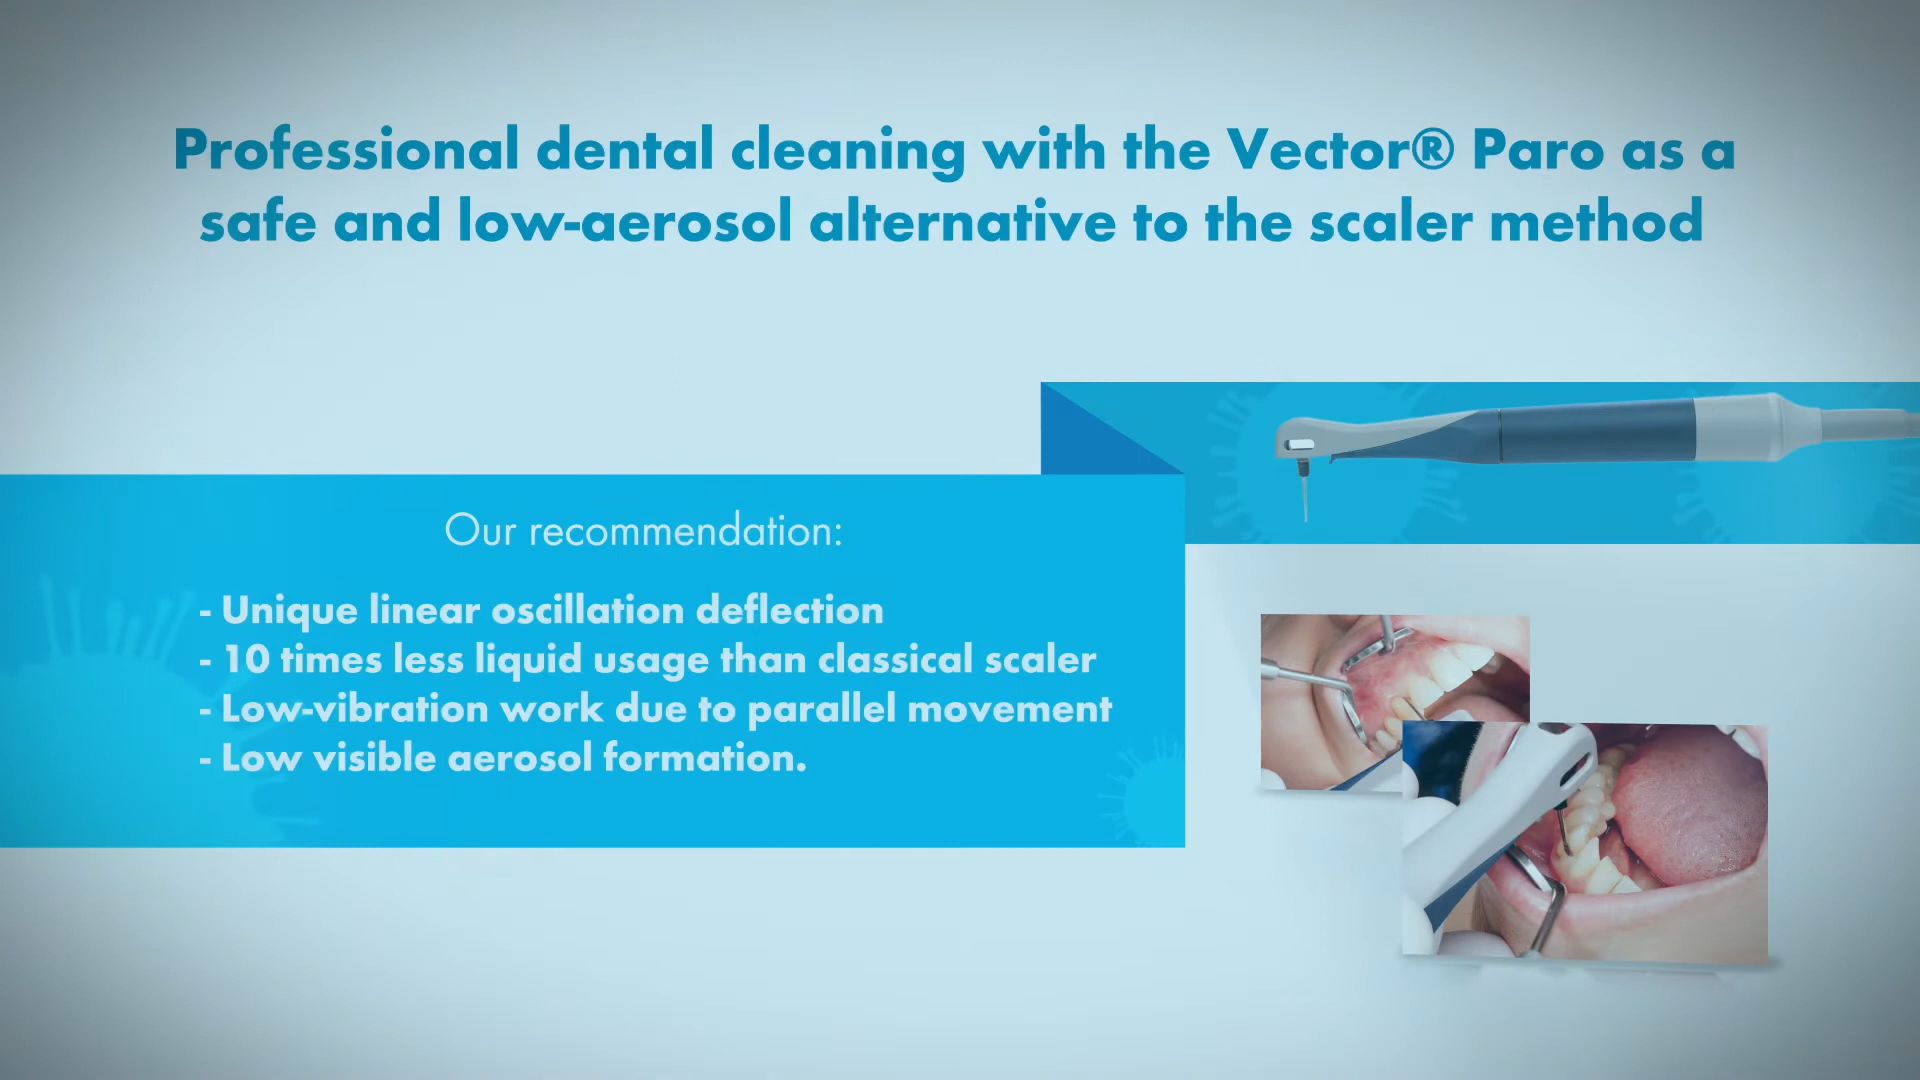 Professional dental cleaning with the Vector® Paro as a
safe and low-aerosol alternative to the scaler method
Our recommendation:
- Unique linear oscillation deflection
- 10 times less liquid usage than classical scaler
- Low-vibration work due to parallel movement
- Low visible aerosol formation.